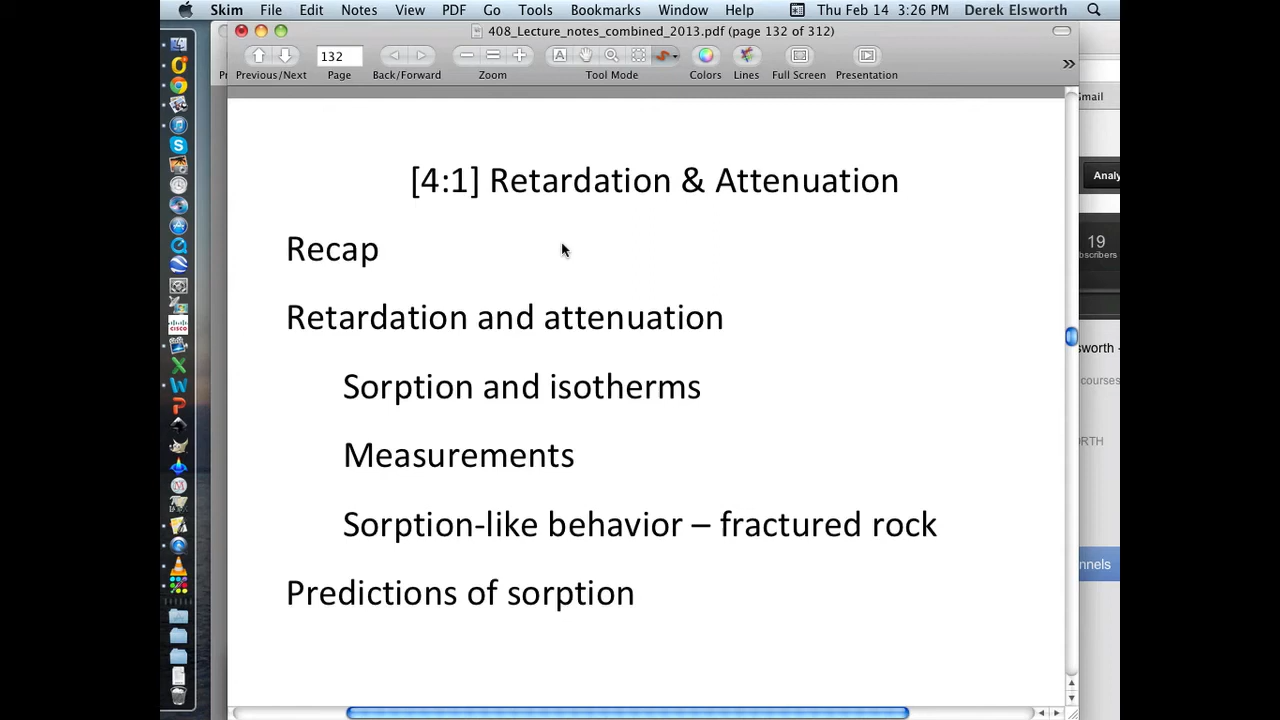 Skim File Edit Notes View PDF Go Tools Bookmarks Window Help Thu Feb 14 3:26 PM Derek Elsworth
408_Lecture_notes_combined_2013.pdf (page 132 of 312)
132
Previous/Next Page Back/Forward Zoom Tool Mode Colors Lines Full Screen Presentation »
Gmail
[4:1] Retardation & Attenuation
Analy
Recap
19
bscribers
Retardation and attenuation
sworth -
courses
Sorption and isotherms
ORTH
Measurements
Sorption-like behavior – fractured rock
nnels
Predictions of sorption
CISCO